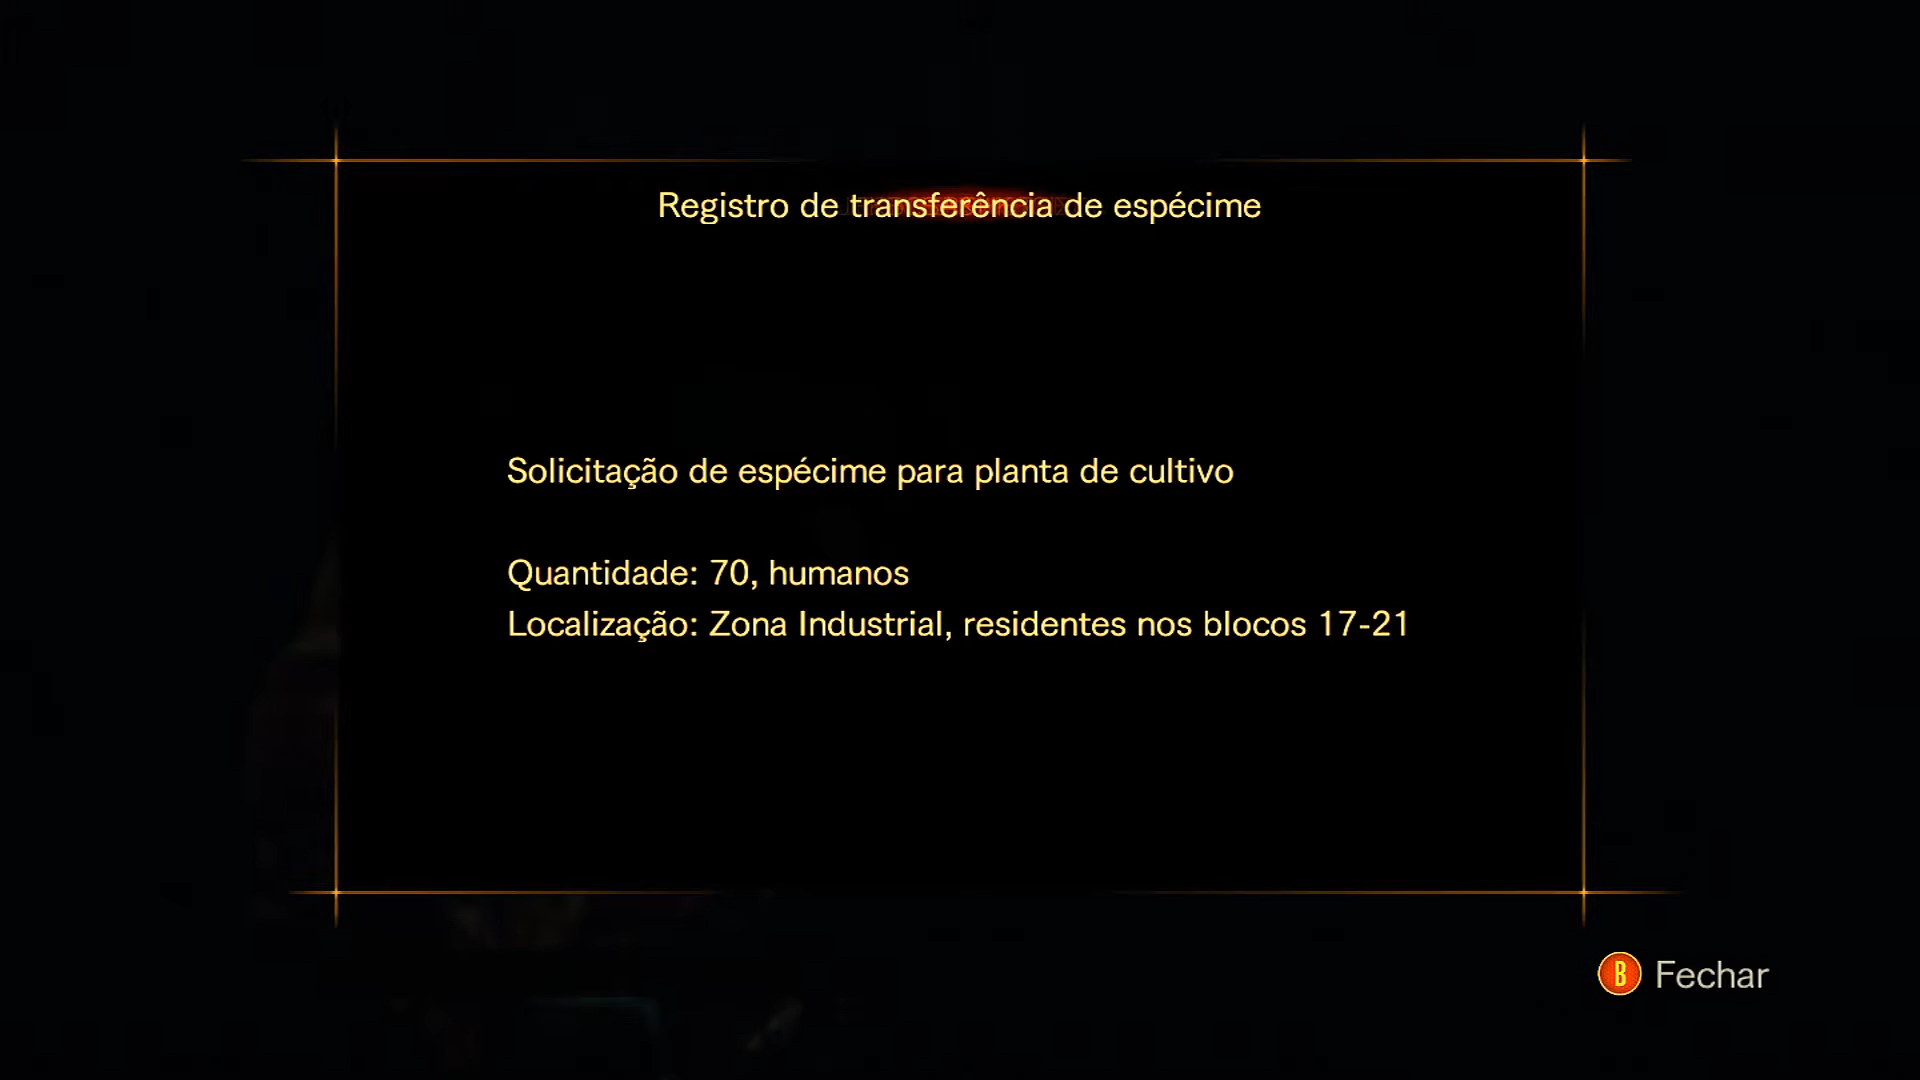 Registro de transferência de espécime
Solicitação de espécime para planta de cultivo
Quantidade: 70, humanos
Localização: Zona Industrial, residentes nos blocos 17-21
B Fechar